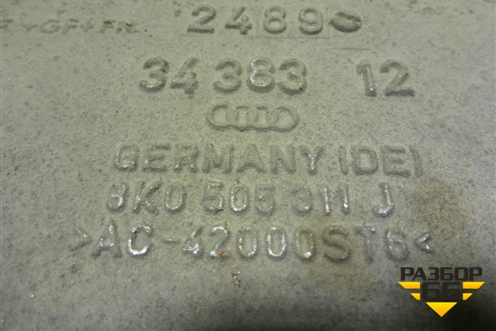 2489
34 383 12
GERMANY (DE)
8K0 505 311 J
>AC-42000ST6<
РАЗБОР
66